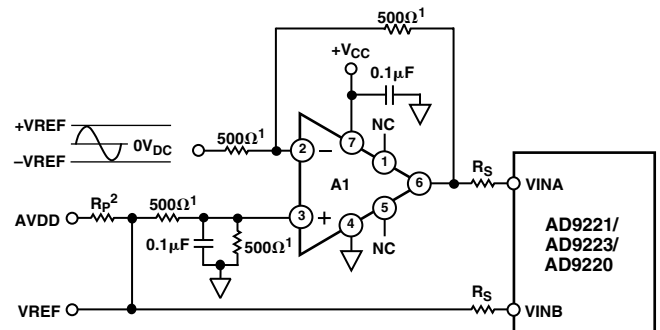 500Ω¹
+VCC
0.1µF
+VREF
0VDC
–VREF
500Ω¹
NC
2
–
7
1
A1
6
RS
VINA
AVDD
RP²
500Ω¹
3
+
5
4
NC
0.1µF
500Ω¹
AD9221/
AD9223/
AD9220
VREF
RS
VINB